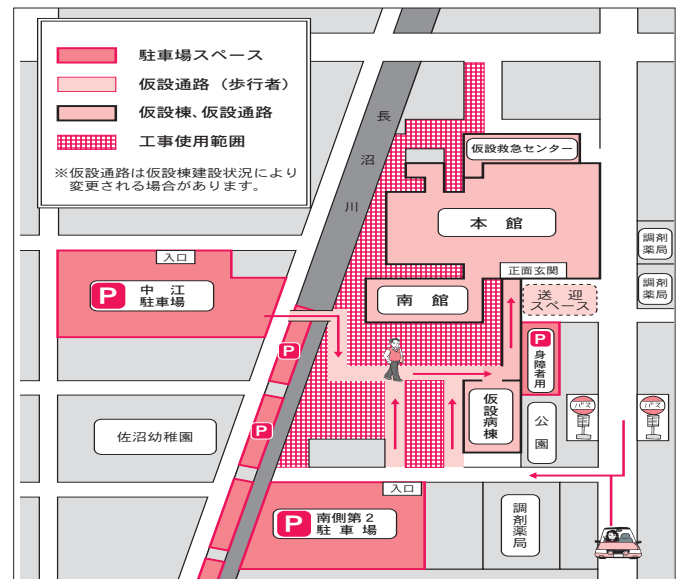 駐車場スペース
仮設通路（歩行者）
仮設棟、仮設通路
工事使用範囲
※仮設通路は仮設棟建設状況により
変更される場合があります。
長沼川
仮設救急センター
本館
調剤
薬局
入口
正面玄関
P
中江
駐車場
南館
送迎
スペース
調剤
薬局
P
P
身障者用
P
佐沼幼稚園
仮設病棟
公園
バス
バス
入口
P
南側第2
駐車場
調剤薬局